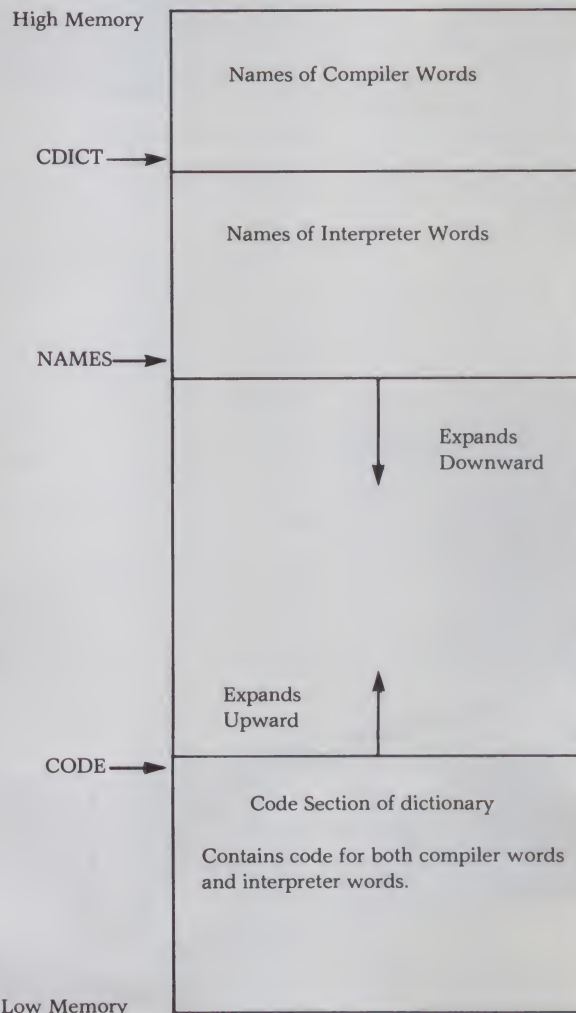 High Memory
Names of Compiler Words
CDICT
Names of Interpreter Words
NAMES
Expands
Downward
Expands
Upward
CODE
Code Section of dictionary
Contains code for both compiler words
and interpreter words.
Low Memory